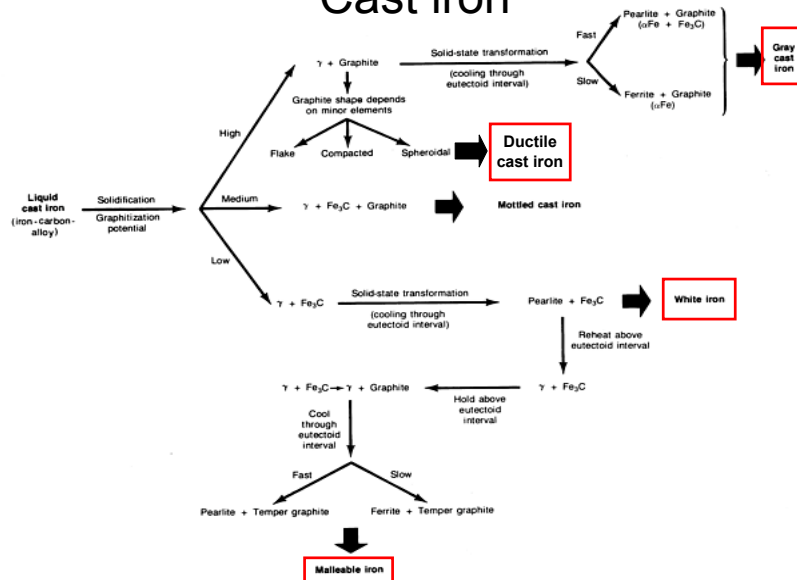 Cast iron
Pearlite + Graphite
(αFe + Fe₃C)
Fast
Gray
cast
iron
γ + Graphite
Solid-state transformation
(cooling through
eutectoid interval)
Slow
Ferrite + Graphite
(αFe)
Graphite shape depends
on minor elements
High
Flake
Compacted
Spheroidal
Ductile
cast iron
Liquid
cast iron
(iron-carbon-
alloy)
Solidification
Graphitization
potential
Medium
γ + Fe₃C + Graphite
Mottled cast iron
Low
γ + Fe₃C
Solid-state transformation
(cooling through
eutectoid interval)
Pearlite + Fe₃C
White iron
Reheat above
eutectoid interval
γ + Fe₃C → γ + Graphite
Hold above
eutectoid
interval
γ + Fe₃C
Cool
through
eutectoid
interval
Fast
Slow
Pearlite + Temper graphite
Ferrite + Temper graphite
Malleable iron